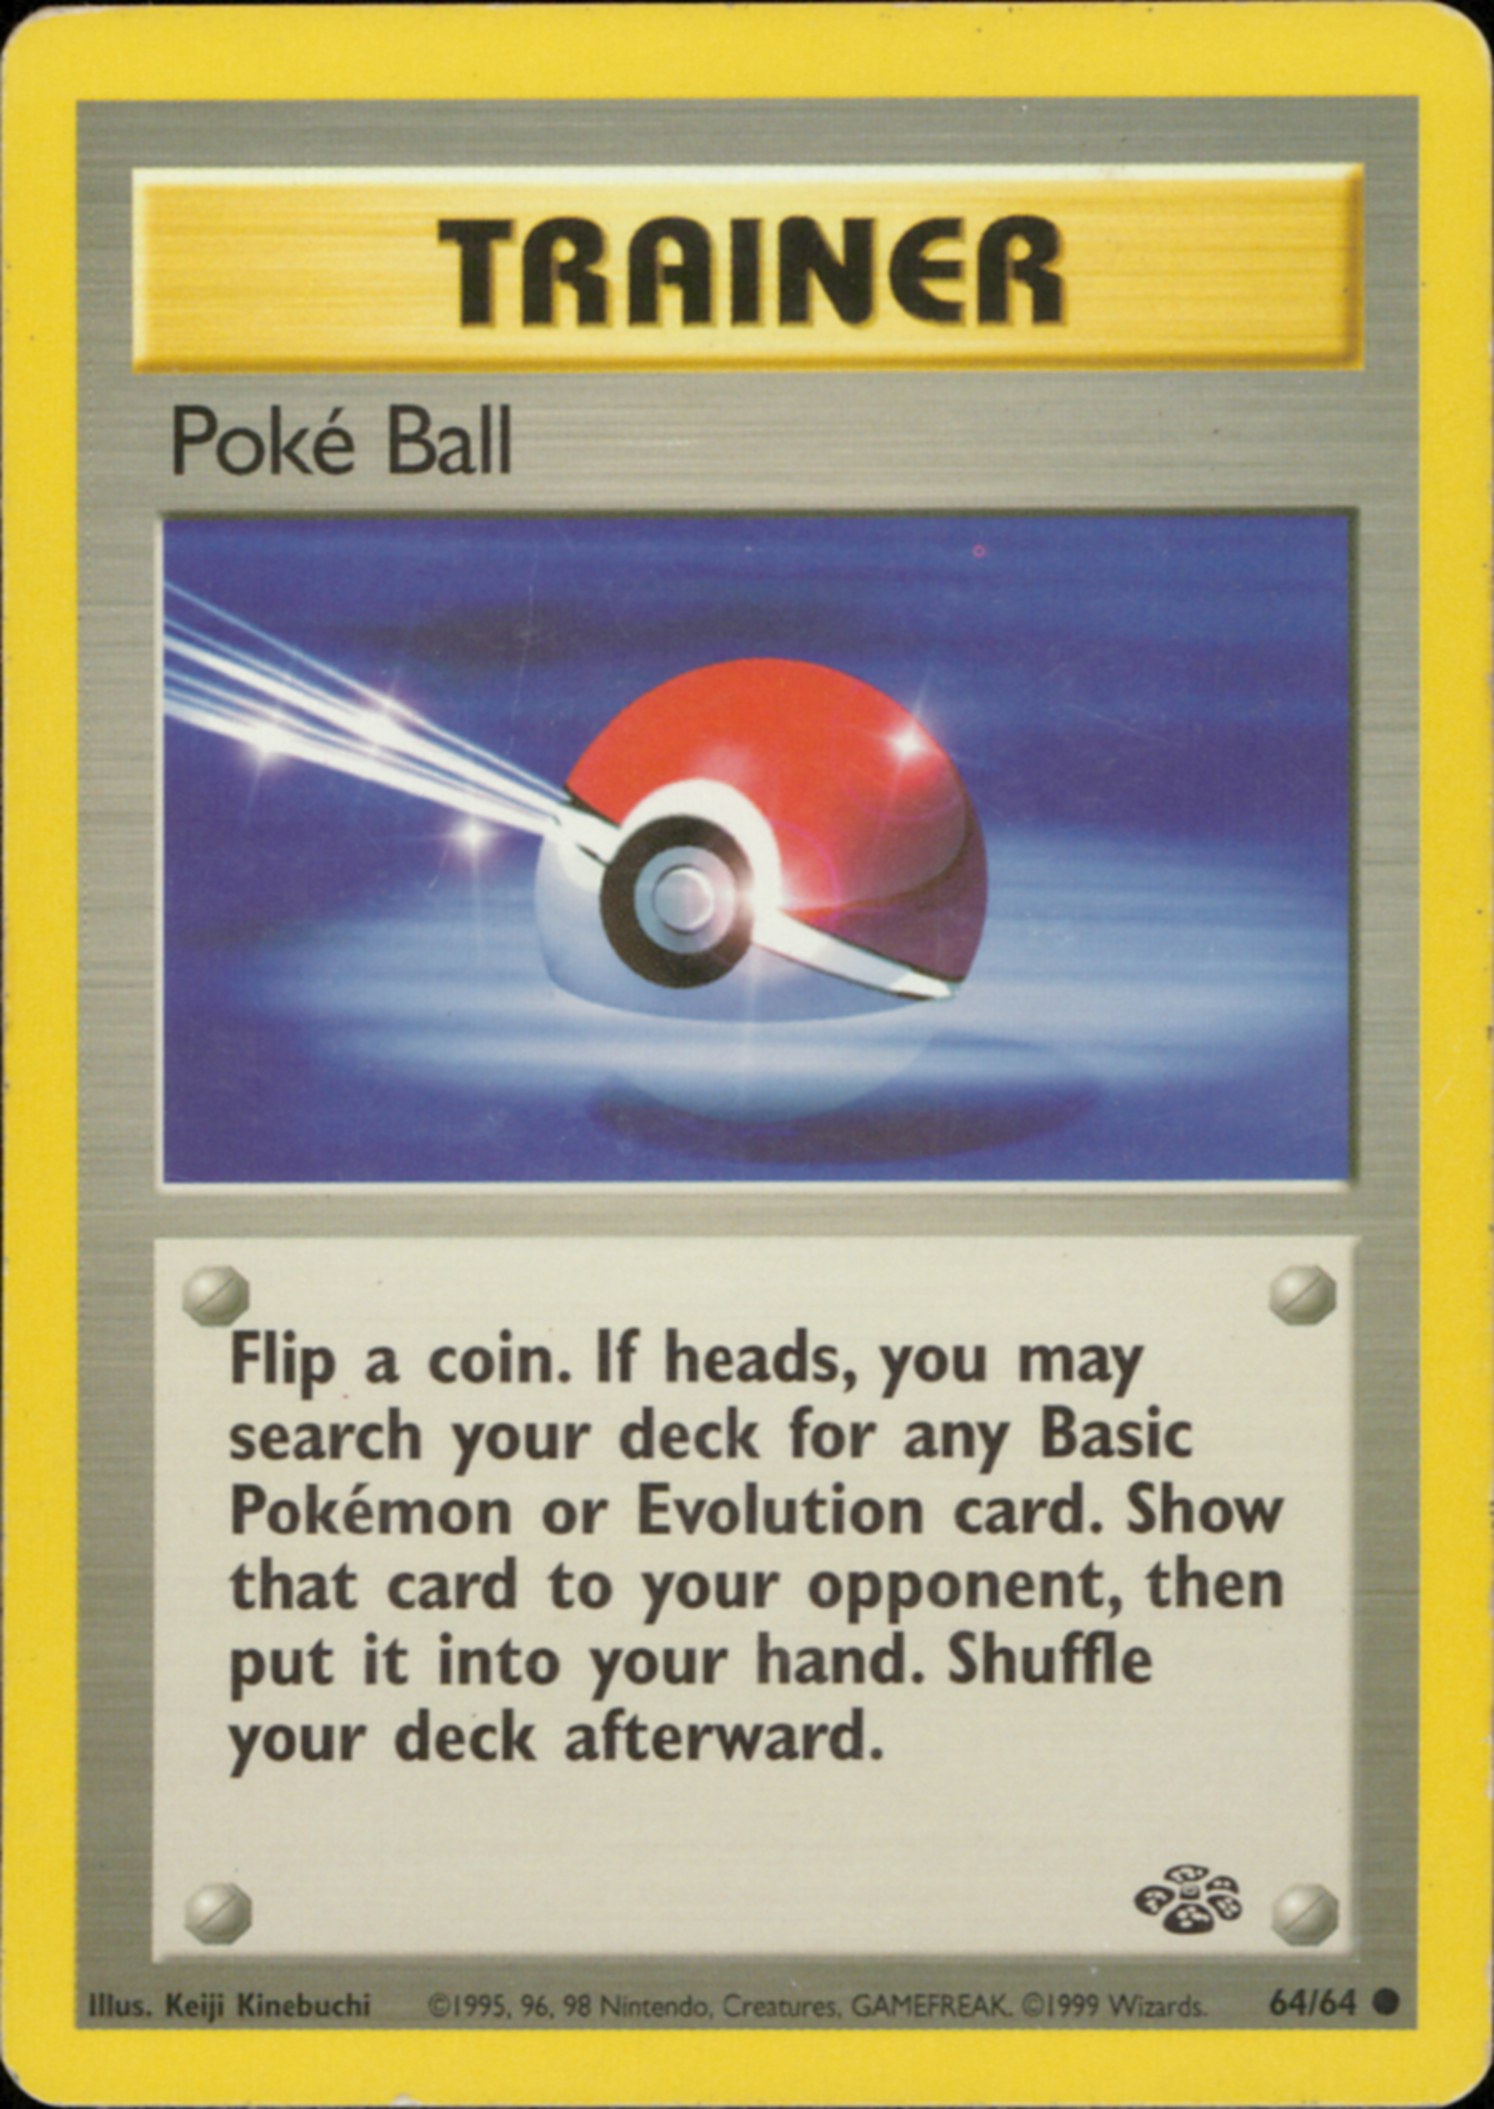 TRAINER
Poké Ball
Flip a coin. If heads, you may
search your deck for any Basic
Pokémon or Evolution card. Show
that card to your opponent, then
put it into your hand. Shuffle
your deck afterward.
Illus. Keiji Kinebuchi ©1995, 96, 98 Nintendo, Creatures, GAMEFREAK. ©1999 Wizards. 64/64 ●